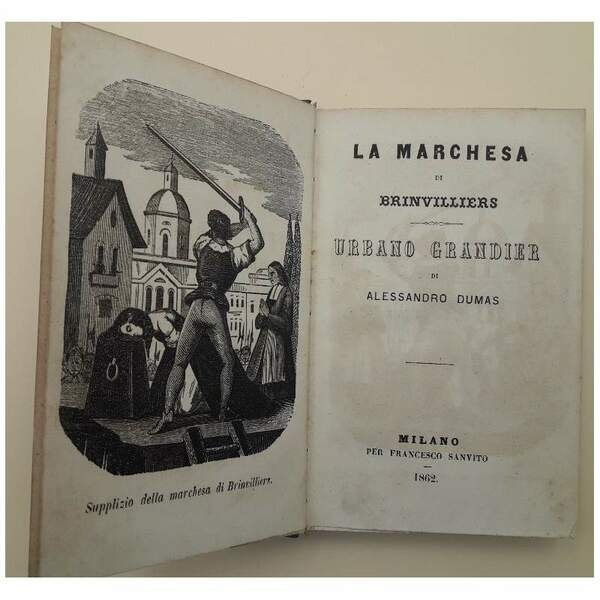 Supplizio della marchesa di Brinvilliers.
LA MARCHESA
DI
BRINVILLIERS
URBANO GRANDIER
DI
ALESSANDRO DUMAS
MILANO
PER FRANCESCO SANVITO
1862.